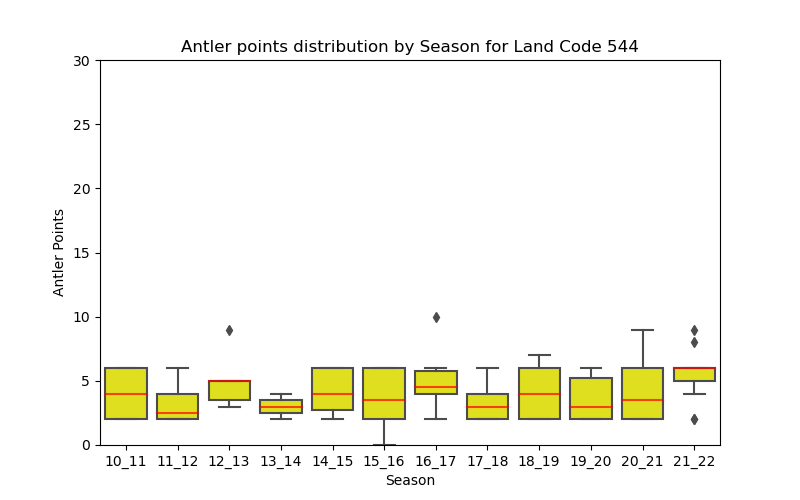 Antler points distribution by Season for Land Code 544
30
25
20
15
10
5
0
Antler Points
10_11 11_12 12_13 13_14 14_15 15_16 16_17 17_18 18_19 19_20 20_21 21_22
Season